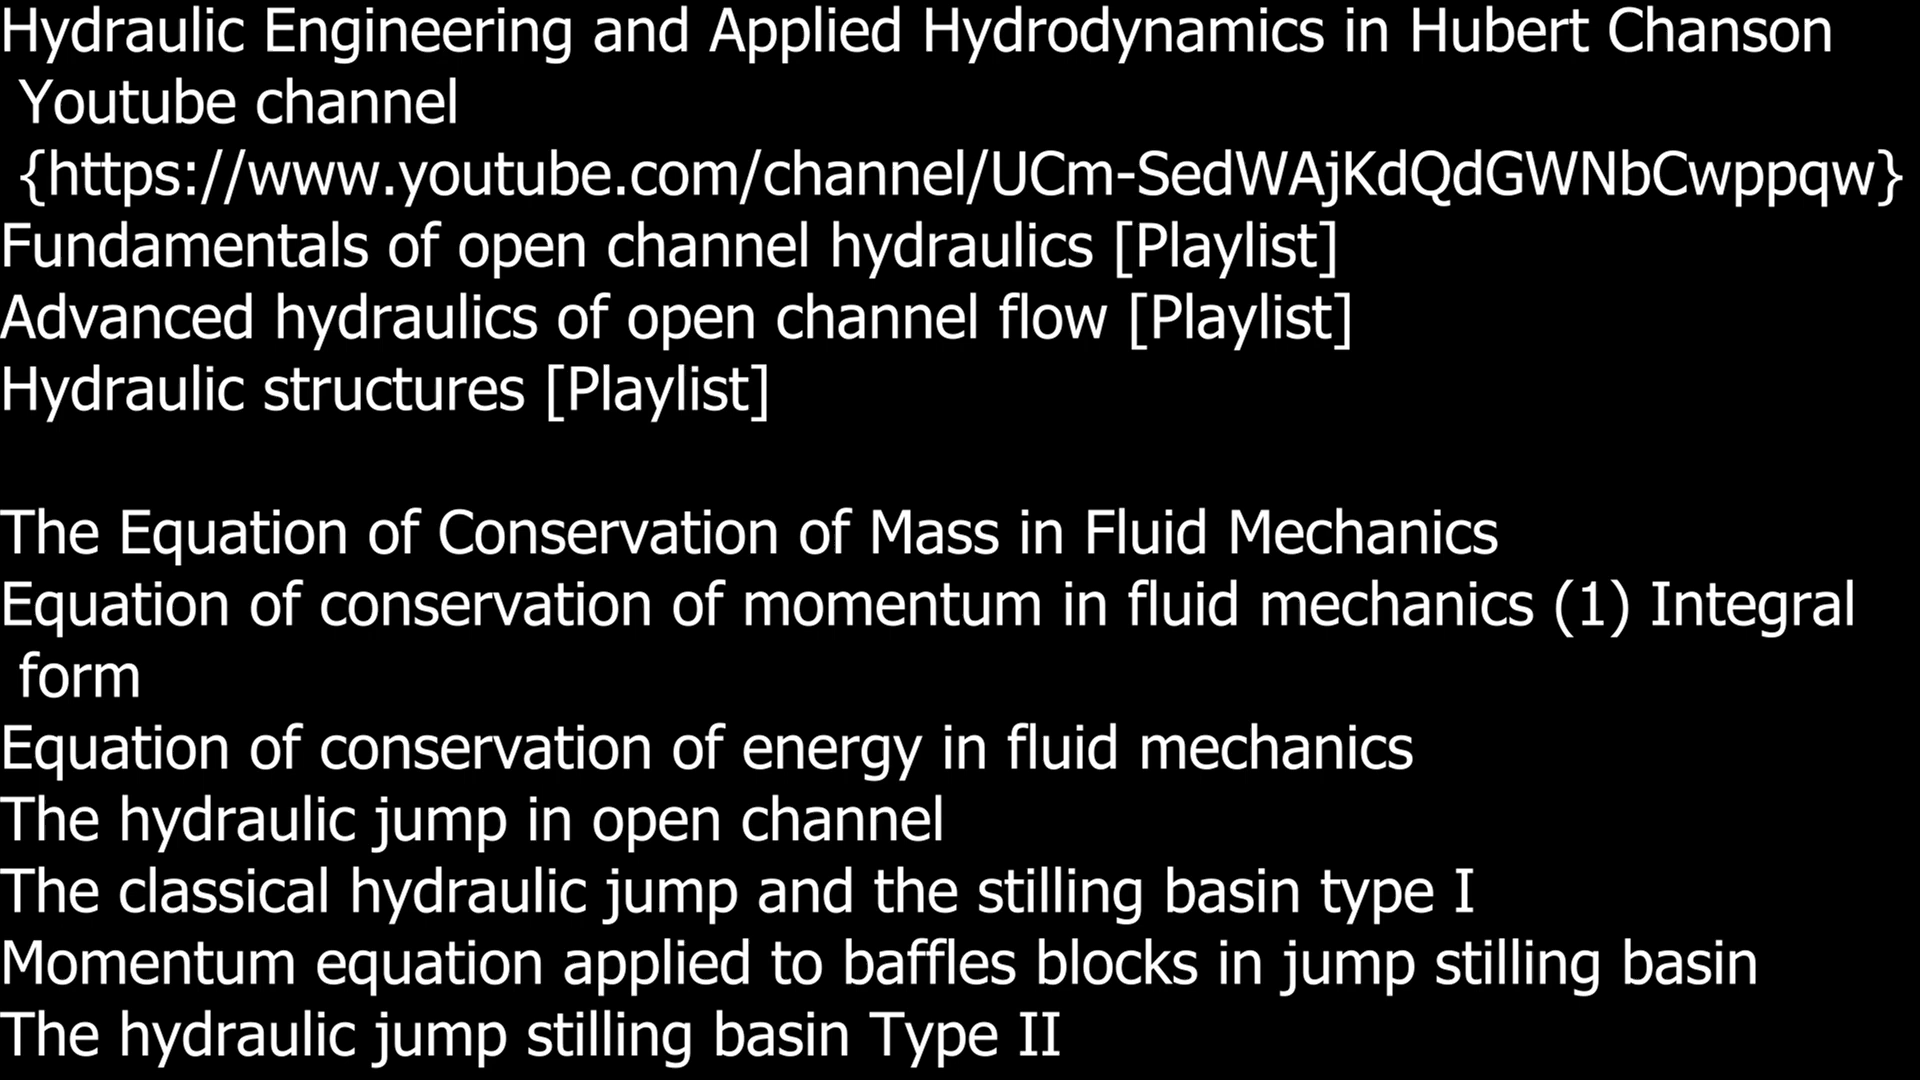 Hydraulic Engineering and Applied Hydrodynamics in Hubert Chanson
Youtube channel
{https://www.youtube.com/channel/UCm-SedWAjKdQdGWNbCwppqw}
Fundamentals of open channel hydraulics [Playlist]
Advanced hydraulics of open channel flow [Playlist]
Hydraulic structures [Playlist]
The Equation of Conservation of Mass in Fluid Mechanics
Equation of conservation of momentum in fluid mechanics (1) Integral
form
Equation of conservation of energy in fluid mechanics
The hydraulic jump in open channel
The classical hydraulic jump and the stilling basin type I
Momentum equation applied to baffles blocks in jump stilling basin
The hydraulic jump stilling basin Type II